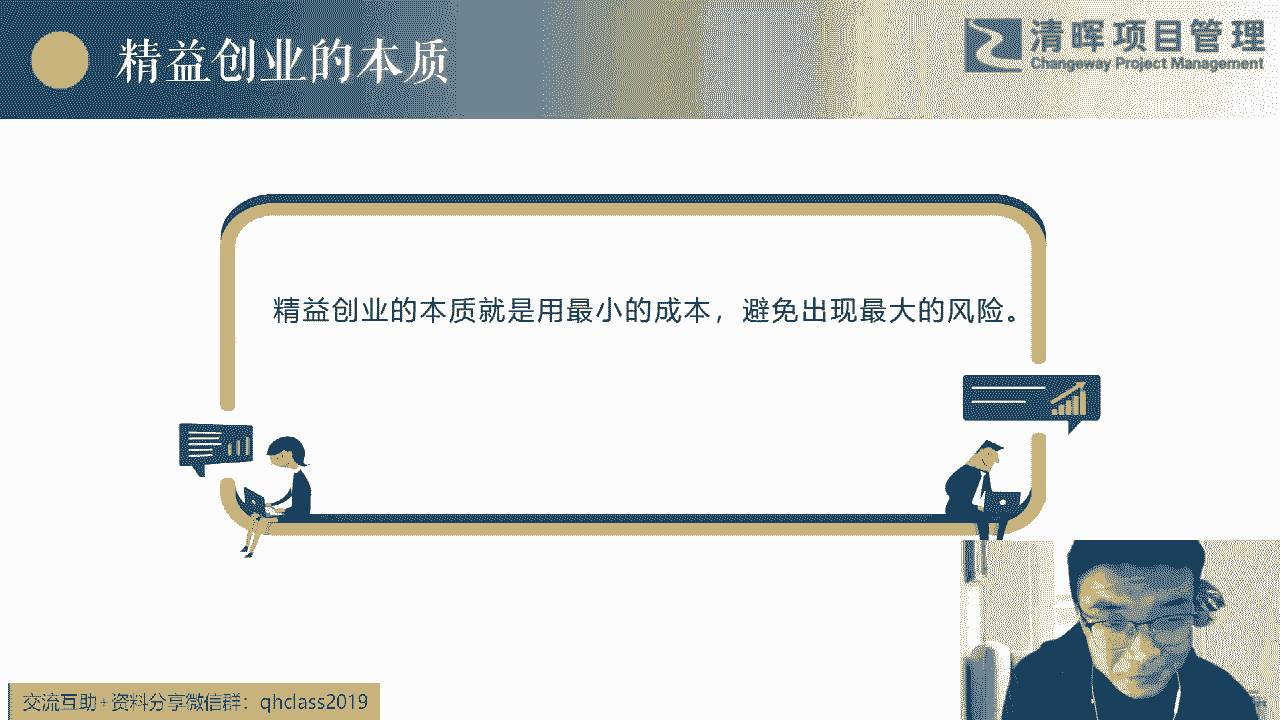 精益创业的本质
清晖项目管理
Changeway Project Management
精益创业的本质就是用最小的成本，避免出现最大的风险。
交流互助+资料分享微信群：qhclass2019